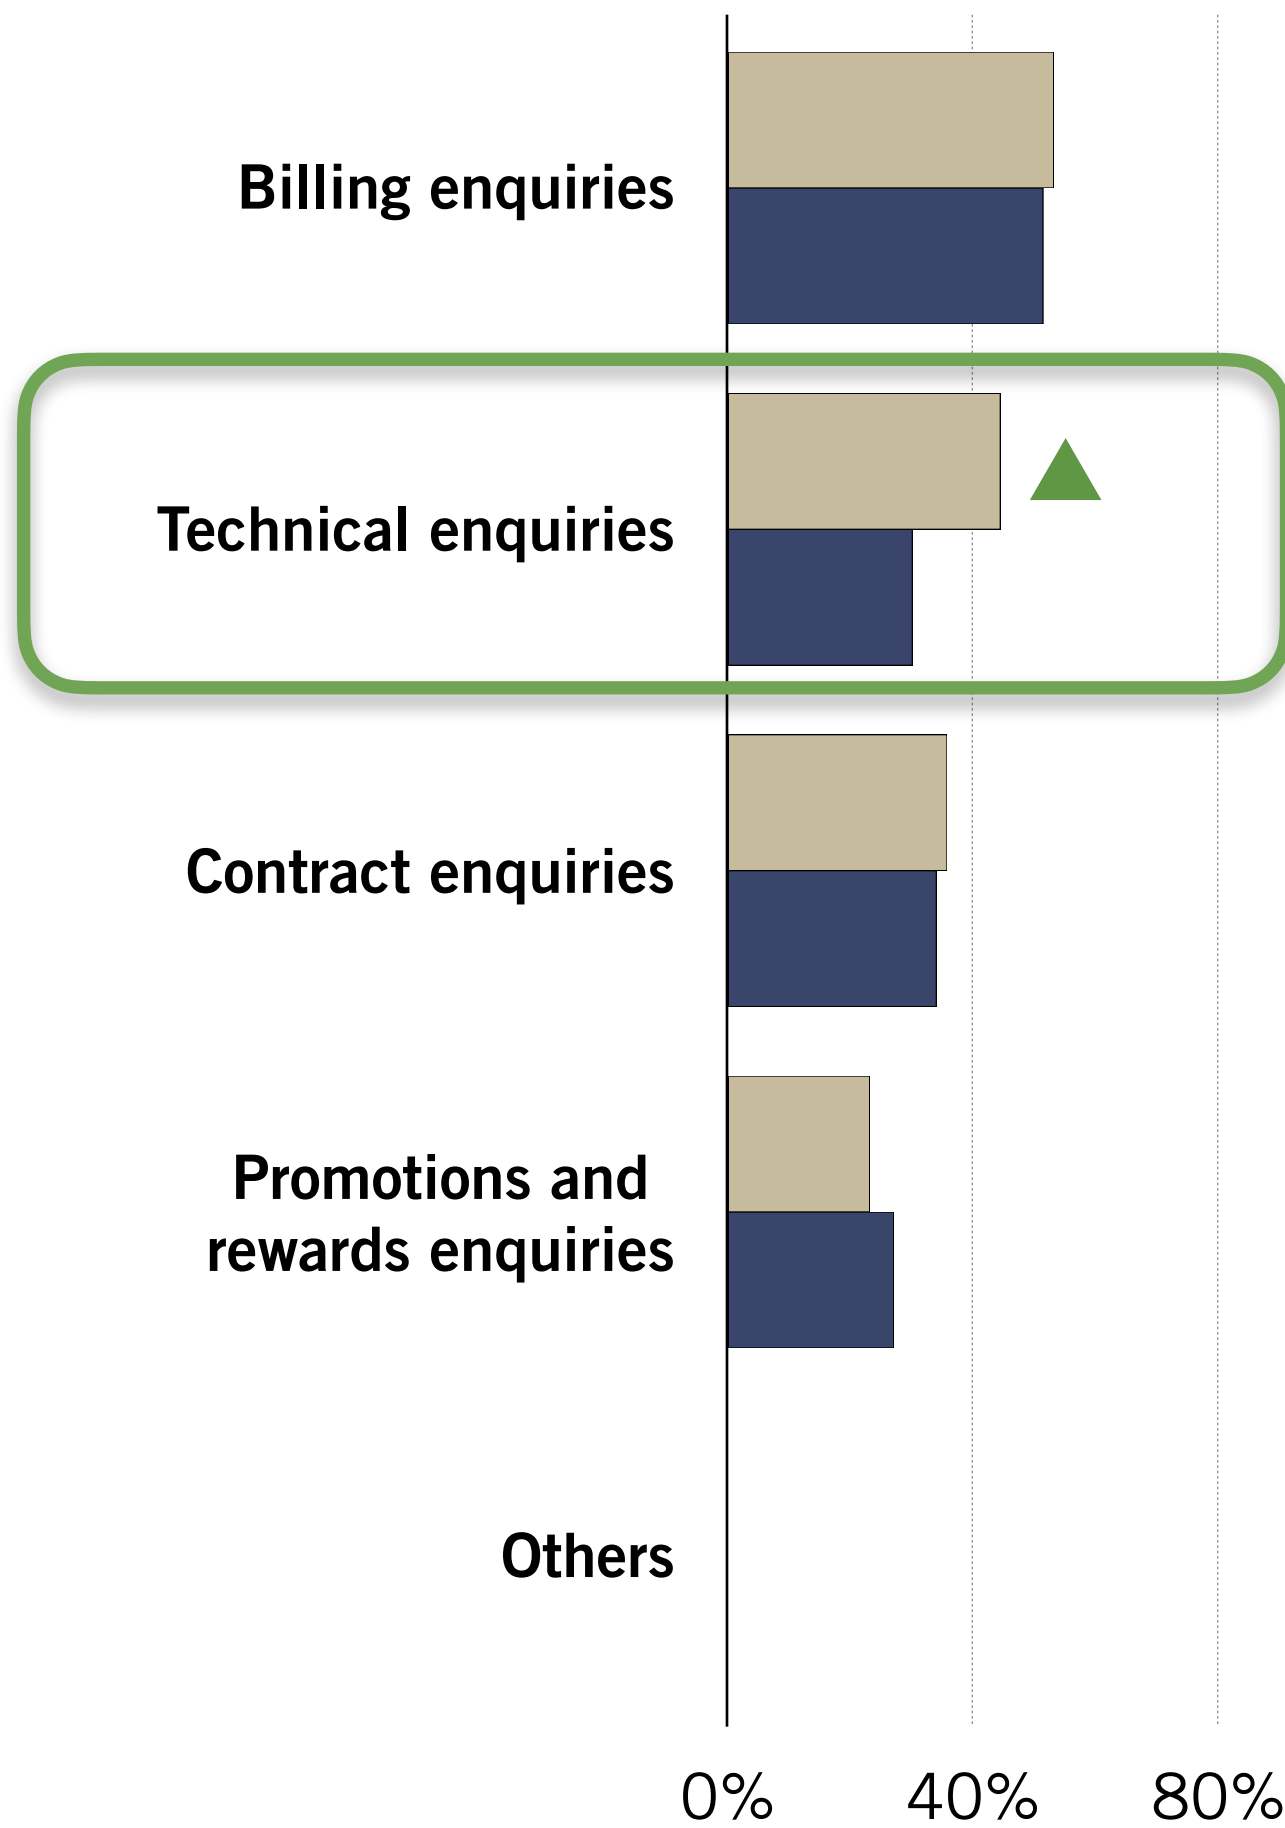 Billing enquiries
Technical enquiries
Contract enquiries
Promotions and
rewards enquiries
Others
0% 40% 80%